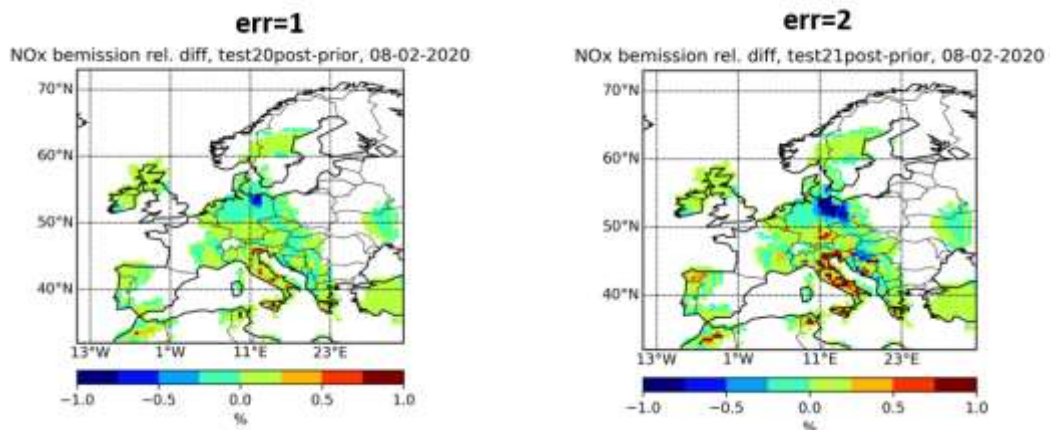 err=1
NOx bemission rel. diff, test20post-prior, 08-02-2020
70°N
60°N
50°N
40°N
13°W 1°W 11°E 23°E
−1.0 −0.5 0.0 0.5 1.0
%
err=2
NOx bemission rel. diff, test21post-prior, 08-02-2020
70°N
60°N
50°N
40°N
13°W 1°W 11°E 23°E
−1.0 −0.5 0.0 0.5 1.0
%